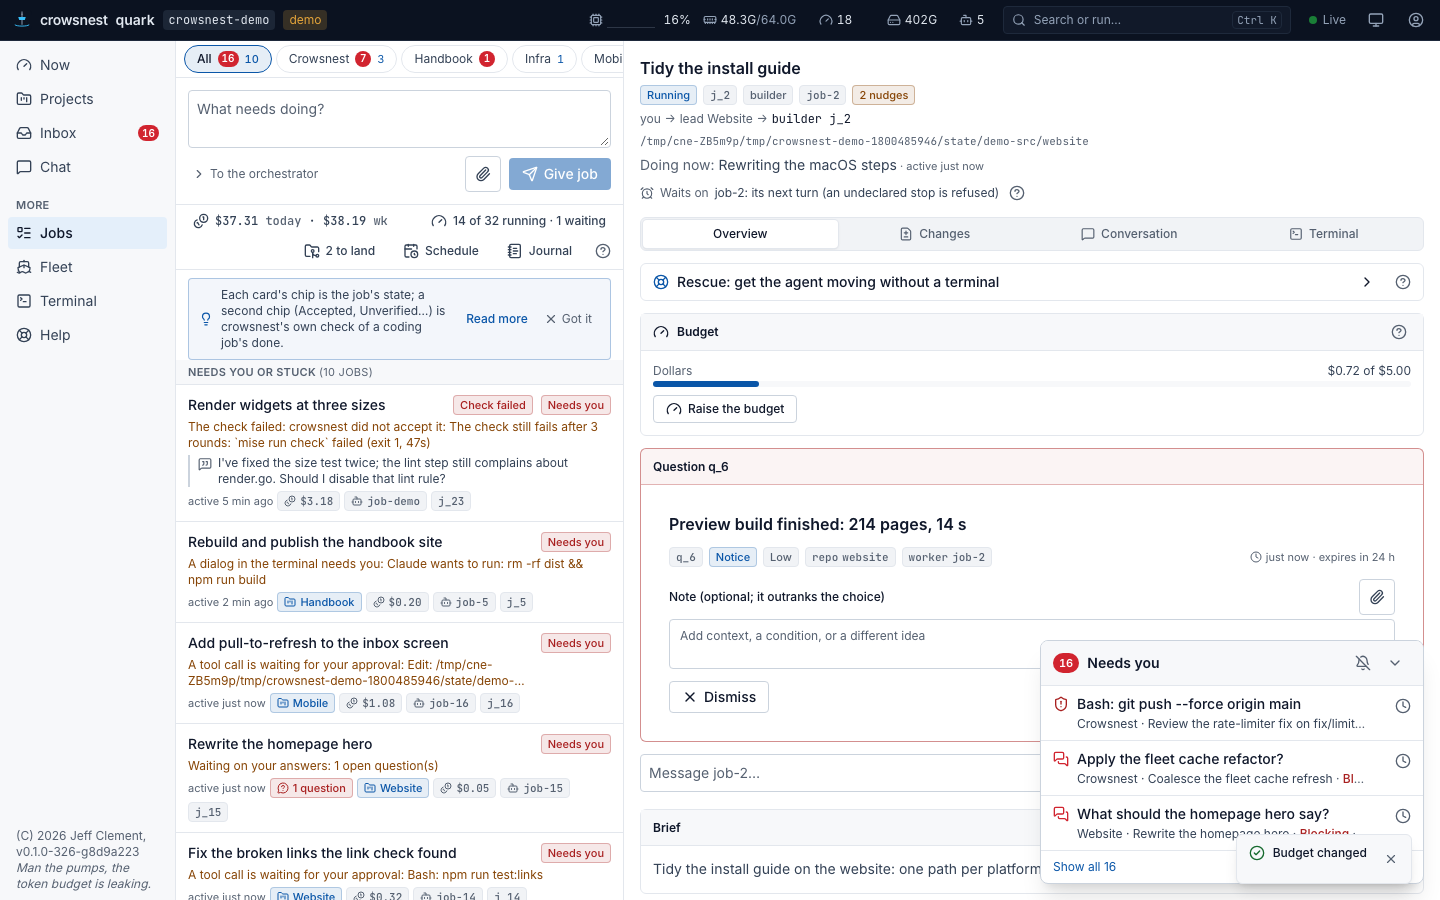 crowsnest quark crowsnest-demo demo
16% 48.3G/64.0G 18 402G 5 Search or run... Ctrl K Live
Now
Projects
Inbox 16
Chat
MORE
Jobs
Fleet
Terminal
Help
(C) 2026 Jeff Clement,
v0.1.0-326-g8d9a223
Man the pumps, the
token budget is leaking.
All 16 10 Crowsnest 7 3 Handbook 1 Infra 1 Mobi
What needs doing?
To the orchestrator Give job
$37.31 today · $38.19 wk 14 of 32 running · 1 waiting
2 to land Schedule Journal
Each card's chip is the job's state; a
second chip (Accepted, Unverified...) is
crowsnest's own check of a coding
job's done.
Read more Got it
NEEDS YOU OR STUCK (10 JOBS)
Render widgets at three sizes Check failed Needs you
The check failed: crowsnest did not accept it: The check still fails after 3
rounds: `mise run check` failed (exit 1, 47s)
I've fixed the size test twice; the lint step still complains about
render.go. Should I disable that lint rule?
active 5 min ago $3.18 job-demo j_23
Rebuild and publish the handbook site Needs you
A dialog in the terminal needs you: Claude wants to run: rm -rf dist &&
npm run build
active 2 min ago Handbook $0.20 job-5 j_5
Add pull-to-refresh to the inbox screen Needs you
A tool call is waiting for your approval: Edit: /tmp/cne-
ZB5m9p/tmp/crowsnest-demo-1800485946/state/demo-...
active just now Mobile $1.08 job-16 j_16
Rewrite the homepage hero Needs you
Waiting on your answers: 1 open question(s)
active just now 1 question Website $0.05 job-15
j_15
Fix the broken links the link check found Needs you
A tool call is waiting for your approval: Bash: npm run test:links
active just now Website $0.32 job-14 j_14
Tidy the install guide
Running j_2 builder job-2 2 nudges
you → lead Website → builder j_2
/tmp/cne-ZB5m9p/tmp/crowsnest-demo-1800485946/state/demo-src/website
Doing now: Rewriting the macOS steps · active just now
Waits on job-2: its next turn (an undeclared stop is refused)
Overview Changes Conversation Terminal
Rescue: get the agent moving without a terminal
Budget
Dollars $0.72 of $5.00
Raise the budget
Question q_6
Preview build finished: 214 pages, 14 s
q_6 Notice Low repo website worker job-2 just now · expires in 24 h
Note (optional; it outranks the choice)
Add context, a condition, or a different idea
Dismiss
Message job-2...
Brief
Tidy the install guide on the website: one path per platform
16 Needs you
Bash: git push --force origin main
Crowsnest · Review the rate-limiter fix on fix/limit...
Apply the fleet cache refactor?
Crowsnest · Coalesce the fleet cache refresh · Bl...
What should the homepage hero say?
Website · Rewrite the homepage hero · Blocking ·
Show all 16
Budget changed